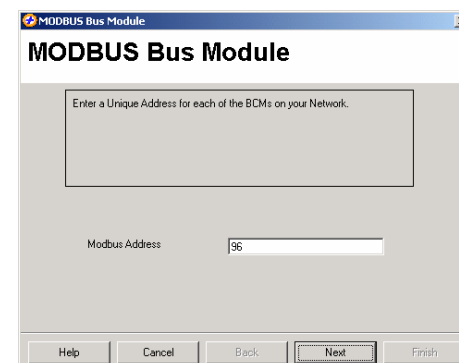 MODBUS Bus Module
MODBUS Bus Module
Enter a Unique Address for each of the BCMs on your Network.
Modbus Address 96
Help Cancel Back Next Finish